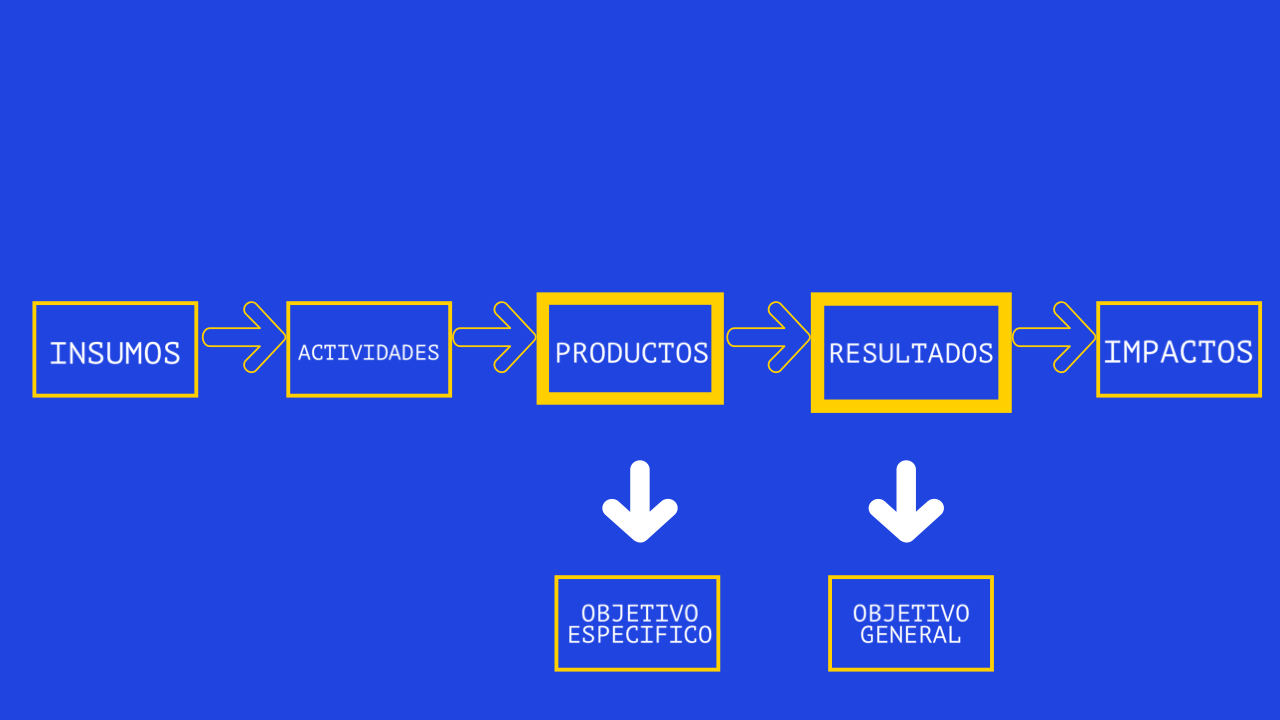 INSUMOS
ACTIVIDADES
PRODUCTOS
RESULTADOS
IMPACTOS
OBJETIVO
ESPECIFICO
OBJETIVO
GENERAL